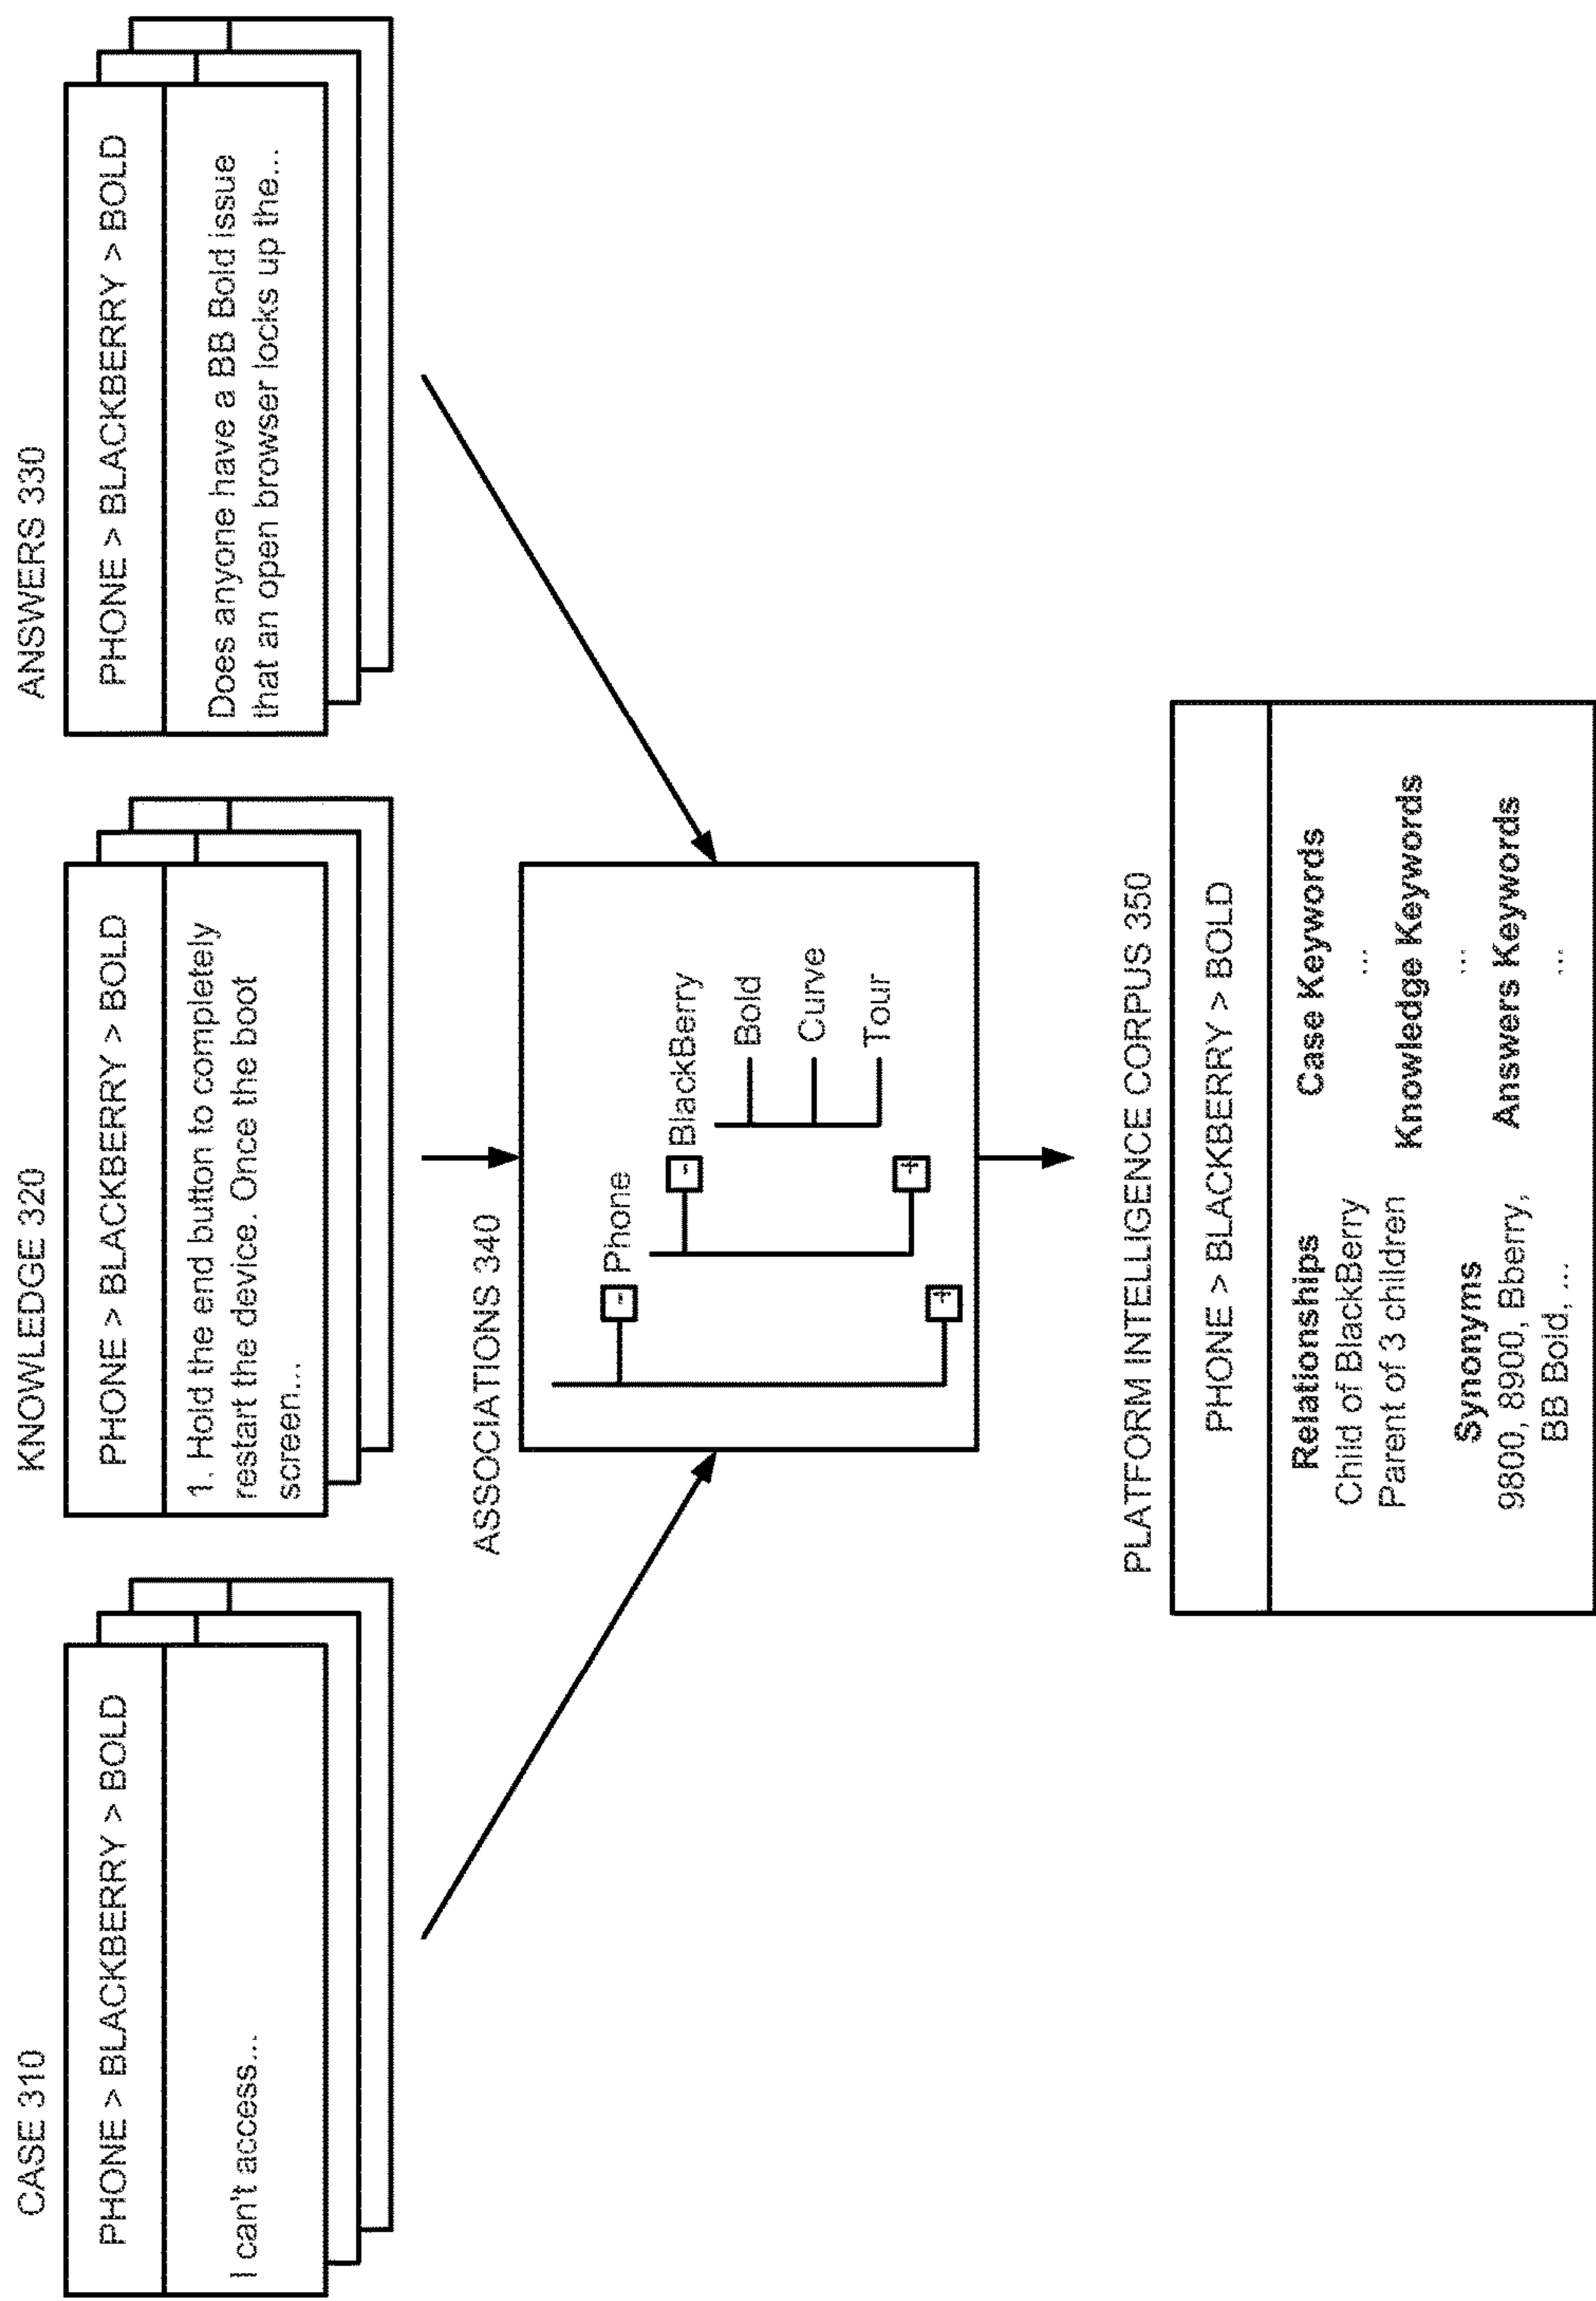 CASE 310
PHONE > BLACKBERRY > BOLD
I can't access...
KNOWLEDGE 320
PHONE > BLACKBERRY > BOLD
1. Hold the end button to completely
restart the device. Once the boot
screen...
ANSWERS 330
PHONE > BLACKBERRY > BOLD
Does anyone have a BB Bold issue
that an open browser locks up the...
ASSOCIATIONS 340
- Phone
- BlackBerry
Bold
Curve
Tour
+
+
PLATFORM INTELLIGENCE CORPUS 350
PHONE > BLACKBERRY > BOLD
Relationships
Child of BlackBerry
Parent of 3 children
Synonyms
9800, 8900, Bberry,
BB Bold, ...
Case Keywords
...
Knowledge Keywords
...
Answers Keywords
...